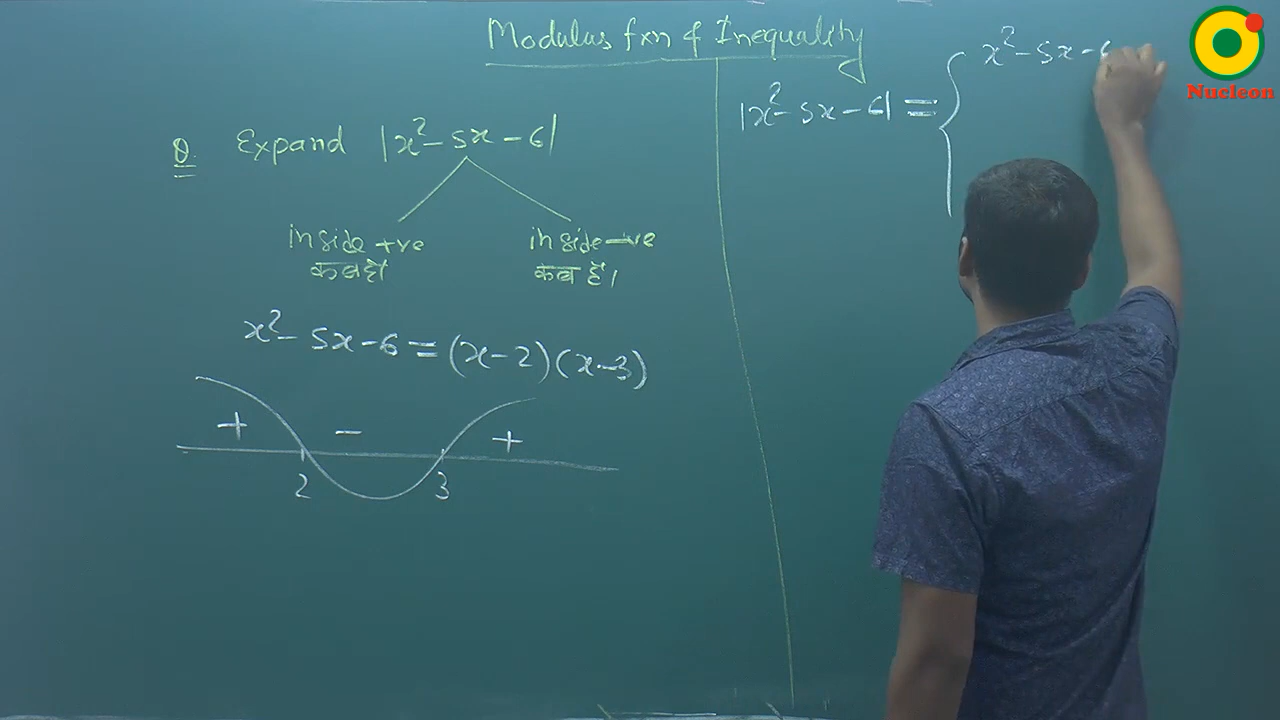 Modulus fxn & Inequality
Q. Expand |x²-5x-6|
inside +ve
कब है।
inside -ve
कब है।
x²-5x-6=(x-2)(x-3)
+ - +
2 3
|x²-5x-6| = { x²-5x-6
Nucleon